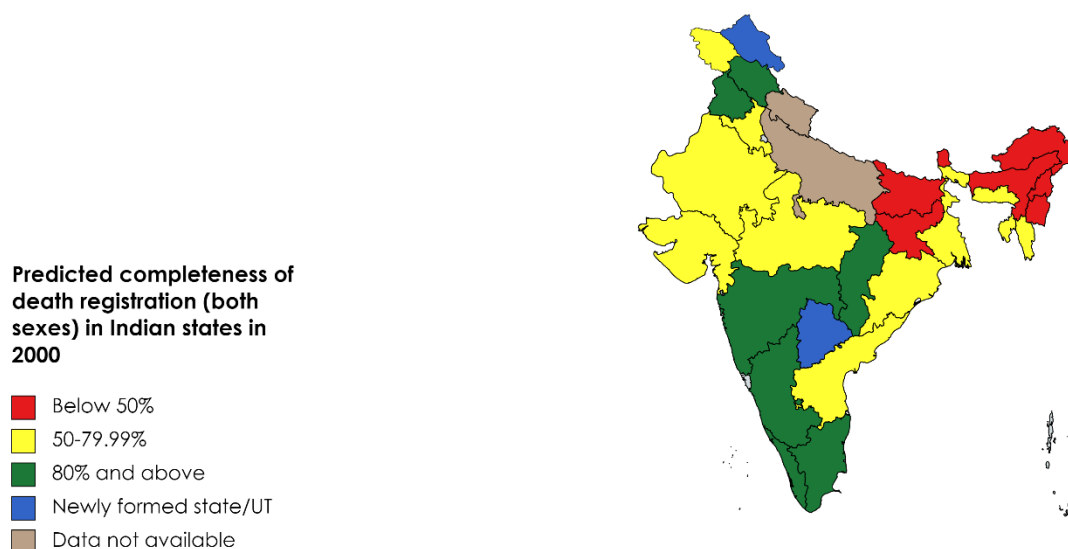 Predicted completeness of
death registration (both
sexes) in Indian states in
2000
Below 50%
50-79.99%
80% and above
Newly formed state/UT
Data not available